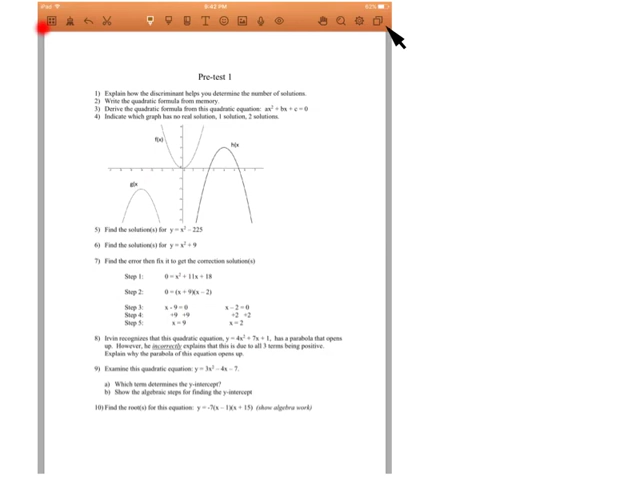 iPad 9:42 PM 82%
Pre-test 1
1) Explain how the discriminant helps you determine the number of solutions.
2) Write the quadratic formula from memory.
3) Derive the quadratic formula from this quadratic equation: ax² + bx + c = 0
4) Indicate which graph has no real solution, 1 solution, 2 solutions.
f(x)
h(x
g(x
5) Find the solution(s) for y = x² – 225
6) Find the solution(s) for y = x² + 9
7) Find the error then fix it to get the correction solution(s)
Step 1: 0 = x² + 11x + 18
Step 2: 0 = (x + 9)(x – 2)
Step 3: x - 9 = 0 x – 2 = 0
Step 4: +9 +9 +2 +2
Step 5: x = 9 x = 2
8) Irvin recognizes that this quadratic equation, y = 4x² + 7x + 1, has a parabola that opens
up. However, he incorrectly explains that this is due to all 3 terms being positive.
Explain why the parabola of this equation opens up.
9) Examine this quadratic equation: y = 3x² – 4x – 7.
a) Which term determines the y-intercept?
b) Show the algebraic steps for finding the y-intercept
10) Find the root(s) for this equation: y = -7(x – 1)(x + 15) (show algebra work)